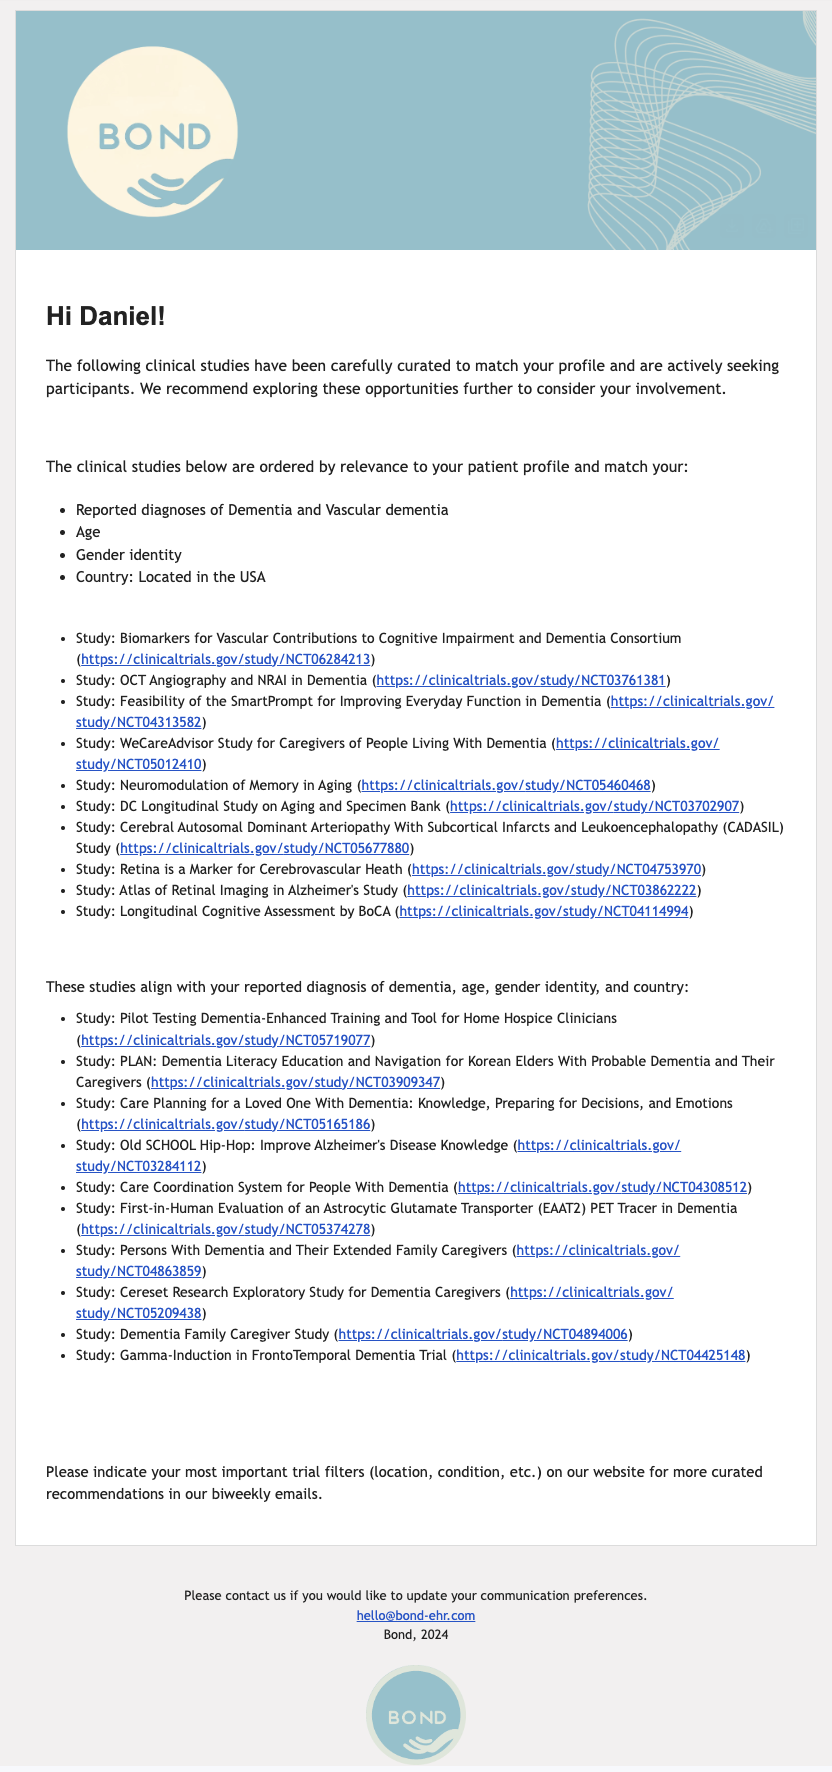 BOND
Hi Daniel!
The following clinical studies have been carefully curated to match your profile and are actively seeking
participants. We recommend exploring these opportunities further to consider your involvement.
The clinical studies below are ordered by relevance to your patient profile and match your:
• Reported diagnoses of Dementia and Vascular dementia
• Age
• Gender identity
• Country: Located in the USA
• Study: Biomarkers for Vascular Contributions to Cognitive Impairment and Dementia Consortium
(https://clinicaltrials.gov/study/NCT06284213)
• Study: OCT Angiography and NRAI in Dementia (https://clinicaltrials.gov/study/NCT03761381)
• Study: Feasibility of the SmartPrompt for Improving Everyday Function in Dementia (https://clinicaltrials.gov/
study/NCT04313582)
• Study: WeCareAdvisor Study for Caregivers of People Living With Dementia (https://clinicaltrials.gov/
study/NCT05012410)
• Study: Neuromodulation of Memory in Aging (https://clinicaltrials.gov/study/NCT05460468)
• Study: DC Longitudinal Study on Aging and Specimen Bank (https://clinicaltrials.gov/study/NCT03702907)
• Study: Cerebral Autosomal Dominant Arteriopathy With Subcortical Infarcts and Leukoencephalopathy (CADASIL)
Study (https://clinicaltrials.gov/study/NCT05677880)
• Study: Retina is a Marker for Cerebrovascular Heath (https://clinicaltrials.gov/study/NCT04753970)
• Study: Atlas of Retinal Imaging in Alzheimer's Study (https://clinicaltrials.gov/study/NCT03862222)
• Study: Longitudinal Cognitive Assessment by BoCA (https://clinicaltrials.gov/study/NCT04114994)
These studies align with your reported diagnosis of dementia, age, gender identity, and country:
• Study: Pilot Testing Dementia-Enhanced Training and Tool for Home Hospice Clinicians
(https://clinicaltrials.gov/study/NCT05719077)
• Study: PLAN: Dementia Literacy Education and Navigation for Korean Elders With Probable Dementia and Their
Caregivers (https://clinicaltrials.gov/study/NCT03909347)
• Study: Care Planning for a Loved One With Dementia: Knowledge, Preparing for Decisions, and Emotions
(https://clinicaltrials.gov/study/NCT05165186)
• Study: Old SCHOOL Hip-Hop: Improve Alzheimer's Disease Knowledge (https://clinicaltrials.gov/
study/NCT03284112)
• Study: Care Coordination System for People With Dementia (https://clinicaltrials.gov/study/NCT04308512)
• Study: First-in-Human Evaluation of an Astrocytic Glutamate Transporter (EAAT2) PET Tracer in Dementia
(https://clinicaltrials.gov/study/NCT05374278)
• Study: Persons With Dementia and Their Extended Family Caregivers (https://clinicaltrials.gov/
study/NCT04863859)
• Study: Cereset Research Exploratory Study for Dementia Caregivers (https://clinicaltrials.gov/
study/NCT05209438)
• Study: Dementia Family Caregiver Study (https://clinicaltrials.gov/study/NCT04894006)
• Study: Gamma-Induction in FrontoTemporal Dementia Trial (https://clinicaltrials.gov/study/NCT04425148)
Please indicate your most important trial filters (location, condition, etc.) on our website for more curated
recommendations in our biweekly emails.
Please contact us if you would like to update your communication preferences.
hello@bond-ehr.com
Bond, 2024
BOND